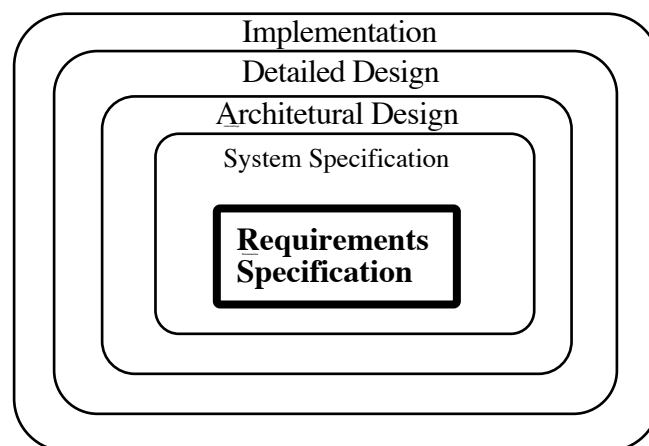 Implementation
Detailed Design
Architetural Design
System Specification
Requirements
Specification